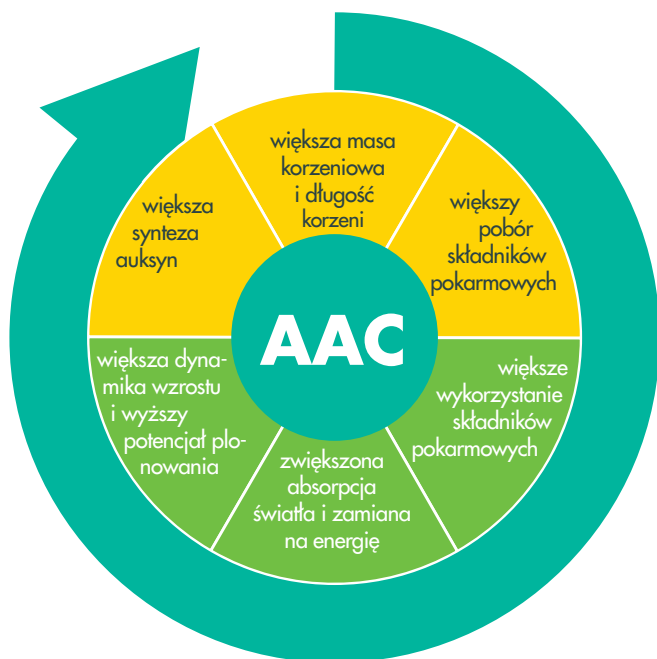 większa masa
korzeniowa
i długość
korzeni
większy
pobór
składników
pokarmowych
większe
wykorzystanie
składników
pokarmowych
zwiększona
absorpcja
światła i zamiana
na energię
większa dyna-
mika wzrostu
i wyższy
potencjał plo-
nowania
większa
synteza
auksyn
AAC